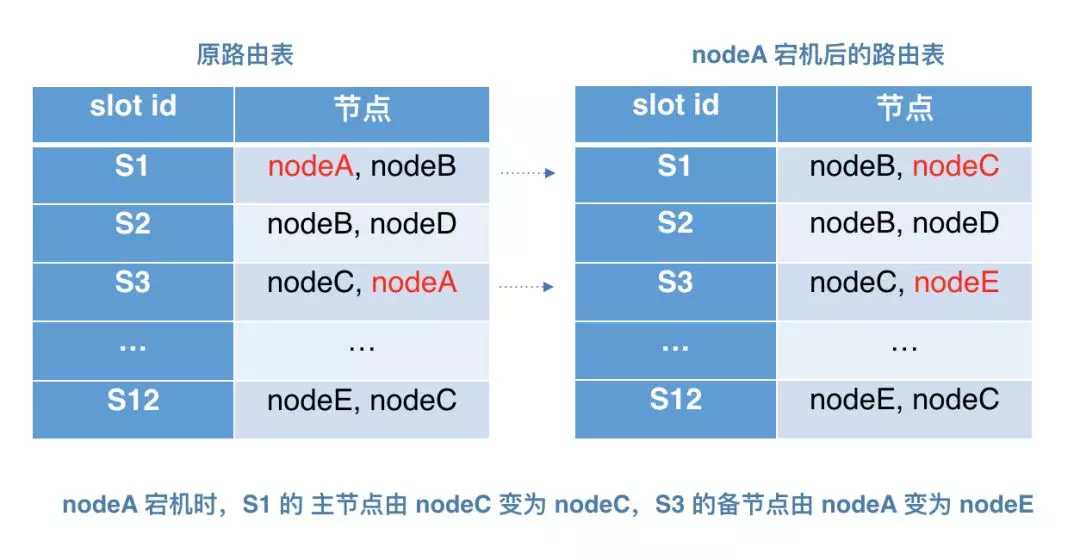 原路由表 nodeA 宕机后的路由表
slot id 节点 slot id 节点
S1 nodeA, nodeB S1 nodeB, nodeC
S2 nodeB, nodeD S2 nodeB, nodeD
S3 nodeC, nodeA S3 nodeC, nodeE
... ... ... ...
S12 nodeE, nodeC S12 nodeE, nodeC
nodeA 宕机时，S1 的 主节点由 nodeC 变为 nodeC，S3 的备节点由 nodeA 变为 nodeE